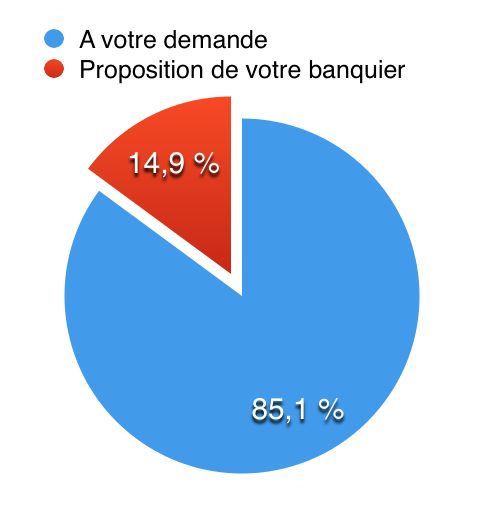 A votre demande
Proposition de votre banquier
14,9 %
85,1 %